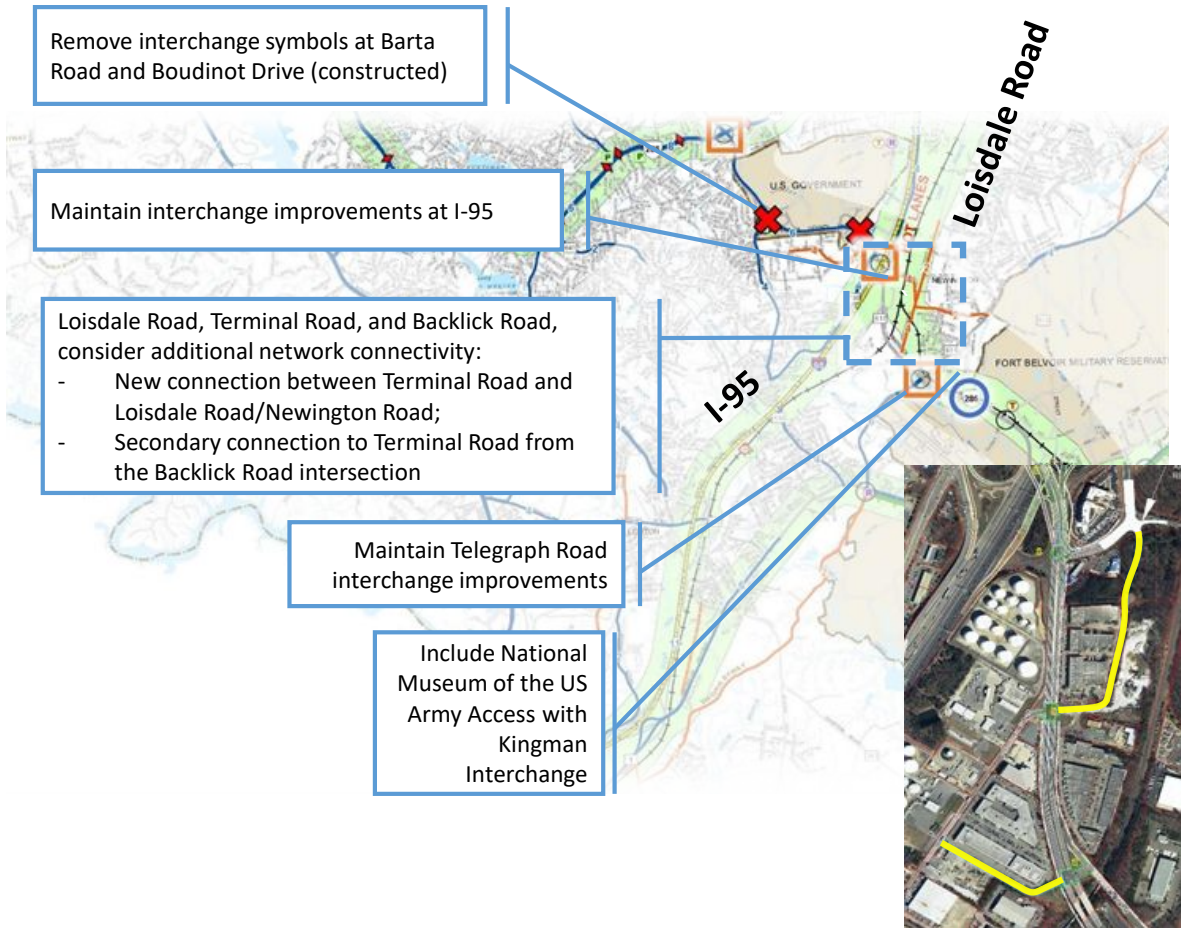 Remove interchange symbols at Barta
Road and Boudinot Drive (constructed)
Loisdale Road
U.S. GOVERNMENT
Maintain interchange improvements at I-95
LANES
Loisdale Road, Terminal Road, and Backlick Road,
consider additional network connectivity:
- New connection between Terminal Road and
Loisdale Road/Newington Road;
- Secondary connection to Terminal Road from
the Backlick Road intersection
I-95
FORT BELVOIR MILITARY RESERVAT
286
Maintain Telegraph Road
interchange improvements
Include National
Museum of the US
Army Access with
Kingman
Interchange